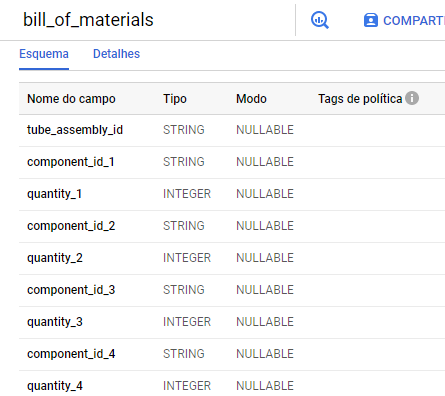 bill_of_materials
COMPART
Esquema Detalhes
Nome do campo Tipo Modo Tags de política
tube_assembly_id STRING NULLABLE
component_id_1 STRING NULLABLE
quantity_1 INTEGER NULLABLE
component_id_2 STRING NULLABLE
quantity_2 INTEGER NULLABLE
component_id_3 STRING NULLABLE
quantity_3 INTEGER NULLABLE
component_id_4 STRING NULLABLE
quantity_4 INTEGER NULLABLE